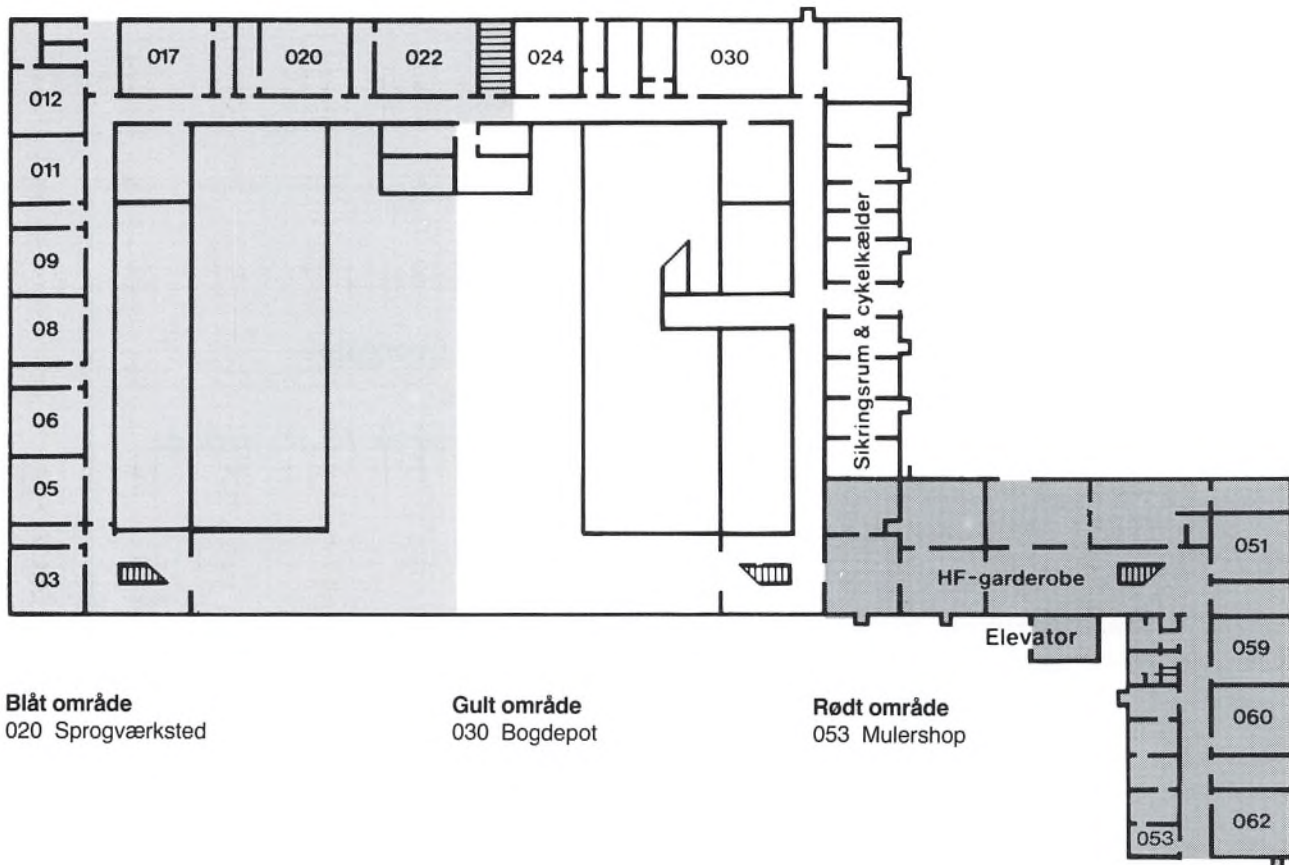 017
020
022
024
030
012
011
09
08
06
05
03
Sikringsrum & cykelkælder
051
HF-garderobe
Elevator
059
060
062
053
Blåt område
020 Sprogværksted
Gult område
030 Bogdepot
Rødt område
053 Mulershop